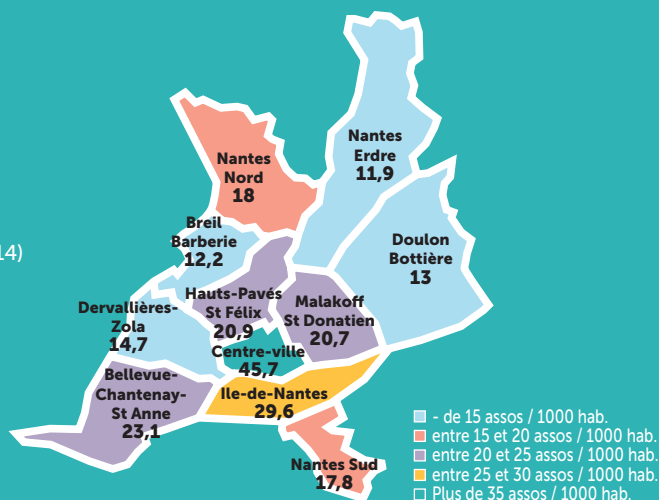 Nantes
Erdre
11,9
Nantes
Nord
18
Breil
Barberie
12,2
Doulon
Bottière
13
14)
Hauts-Pavés
St Félix
20,9
Malakoff
St Donatien
20,7
Dervallières-
Zola
14,7
Centre-ville
45,7
Bellevue-
Chantenay-
St Anne
23,1
Ile-de-Nantes
29,6
Nantes Sud
17,8
- de 15 assos / 1000 hab.
entre 15 et 20 assos / 1000 hab.
entre 20 et 25 assos / 1000 hab.
entre 25 et 30 assos / 1000 hab.
Plus de 35 assos / 1000 hab.